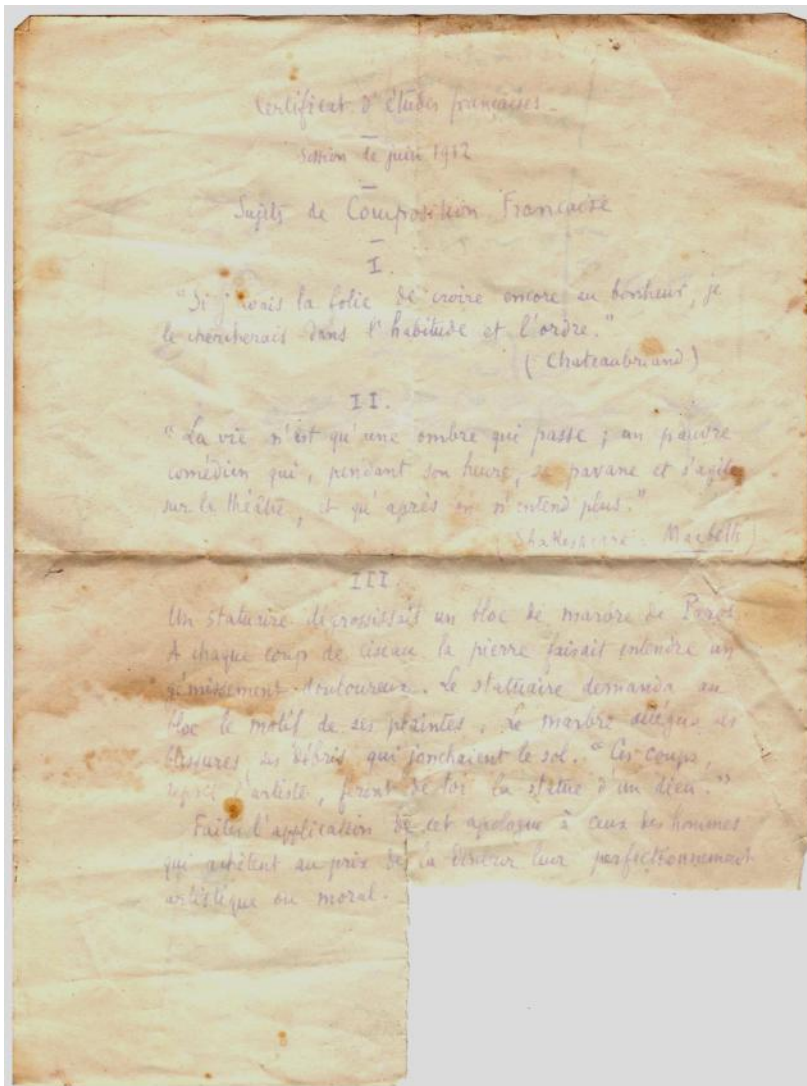 Certificat d'études françaises.
Session de juin 1912
Sujets de Composition Française
I.
"Si j'avais la folie de croire encore au bonheur, je
le chercherais dans l'habitude et l'ordre."
(Chateaubriand)
II.
"La vie n'est qu'une ombre qui passe ; un pauvre
comédien qui, pendant son heure, se pavane et s'agite
sur le théâtre, et qu'après on n'entend plus."
(Shakespeare : Macbeth)
III
Un statuaire dégrossissait un bloc de marbre de Paros.
A chaque coup de ciseau la pierre faisait entendre un
gémissement douloureux. Le statuaire demanda au
bloc le motif de ses plaintes. Le marbre allégua ses
blessures, ses débris qui jonchaient le sol. "Ces coups,
reprit l'artiste, feront de toi la statue d'un dieu."
Faites l'application de cet apologue à ceux des hommes
qui achètent au prix de la douleur leur perfectionnement
artistique ou moral.